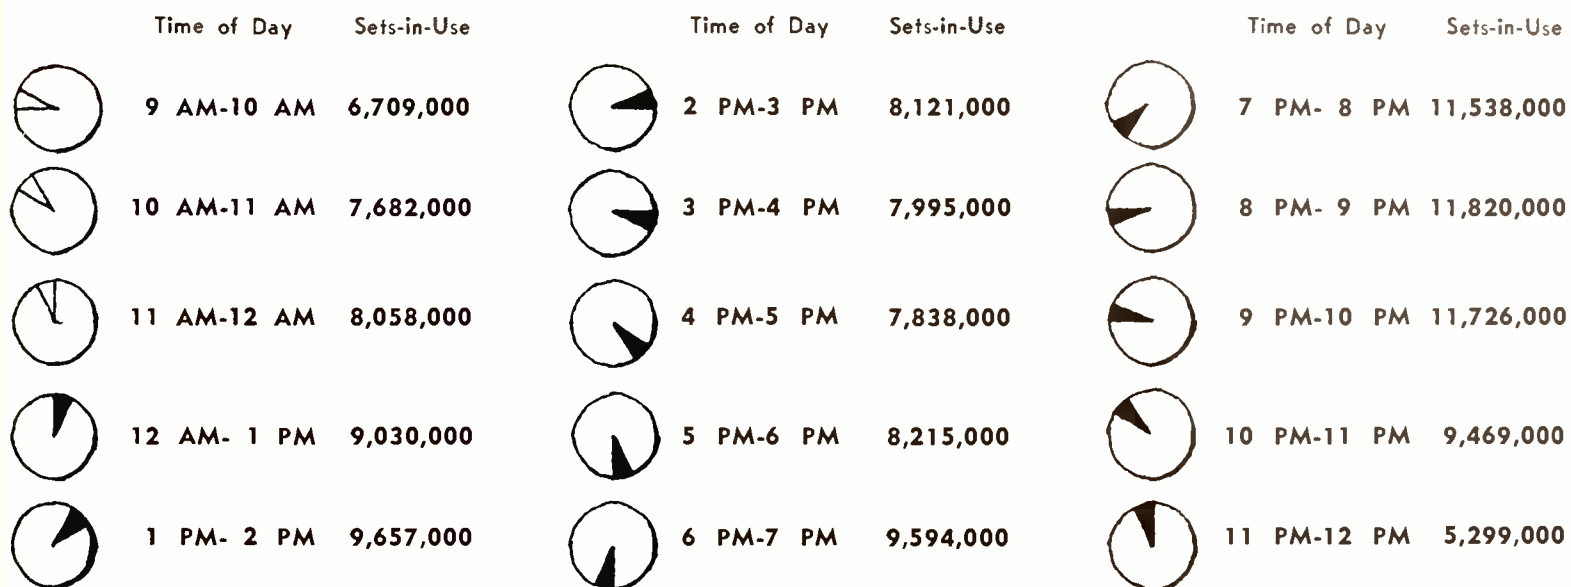 Time of Day Sets-in-Use
9 AM-10 AM 6,709,000
10 AM-11 AM 7,682,000
11 AM-12 AM 8,058,000
12 AM- 1 PM 9,030,000
1 PM- 2 PM 9,657,000
Time of Day Sets-in-Use
2 PM-3 PM 8,121,000
3 PM-4 PM 7,995,000
4 PM-5 PM 7,838,000
5 PM-6 PM 8,215,000
6 PM-7 PM 9,594,000
Time of Day Sets-in-Use
7 PM- 8 PM 11,538,000
8 PM- 9 PM 11,820,000
9 PM-10 PM 11,726,000
10 PM-11 PM 9,469,000
11 PM-12 PM 5,299,000